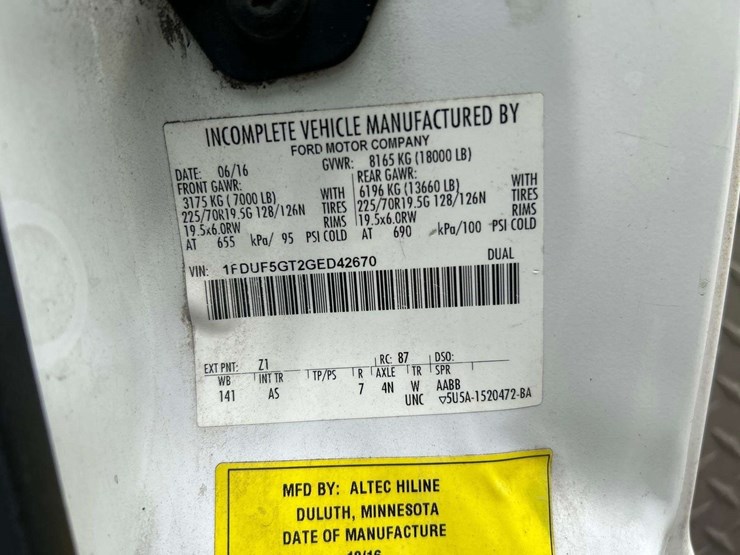 INCOMPLETE VEHICLE MANUFACTURED BY
FORD MOTOR COMPANY
DATE: 06/16 GVWR: 8165 KG (18000 LB)
FRONT GAWR: REAR GAWR:
3175 KG ( 7000 LB) WITH 6196 KG (13660 LB) WITH
225/70R19.5G 128/126N TIRES 225/70R19.5G 128/126N TIRES
19.5x6.0RW RIMS 19.5x6.0RW RIMS
AT 655 kPa/ 95 PSI COLD AT 690 kPa/100 PSI COLD
VIN: 1FDUF5GT2GED42670 DUAL
EXT PNT: Z1 RC: 87 DSO:
WB INT TR TP/PS R AXLE TR SPR
141 AS 7 4N W AABB
UNC ▽5U5A-1520472-BA
MFD BY: ALTEC HILINE
DULUTH, MINNESOTA
DATE OF MANUFACTURE